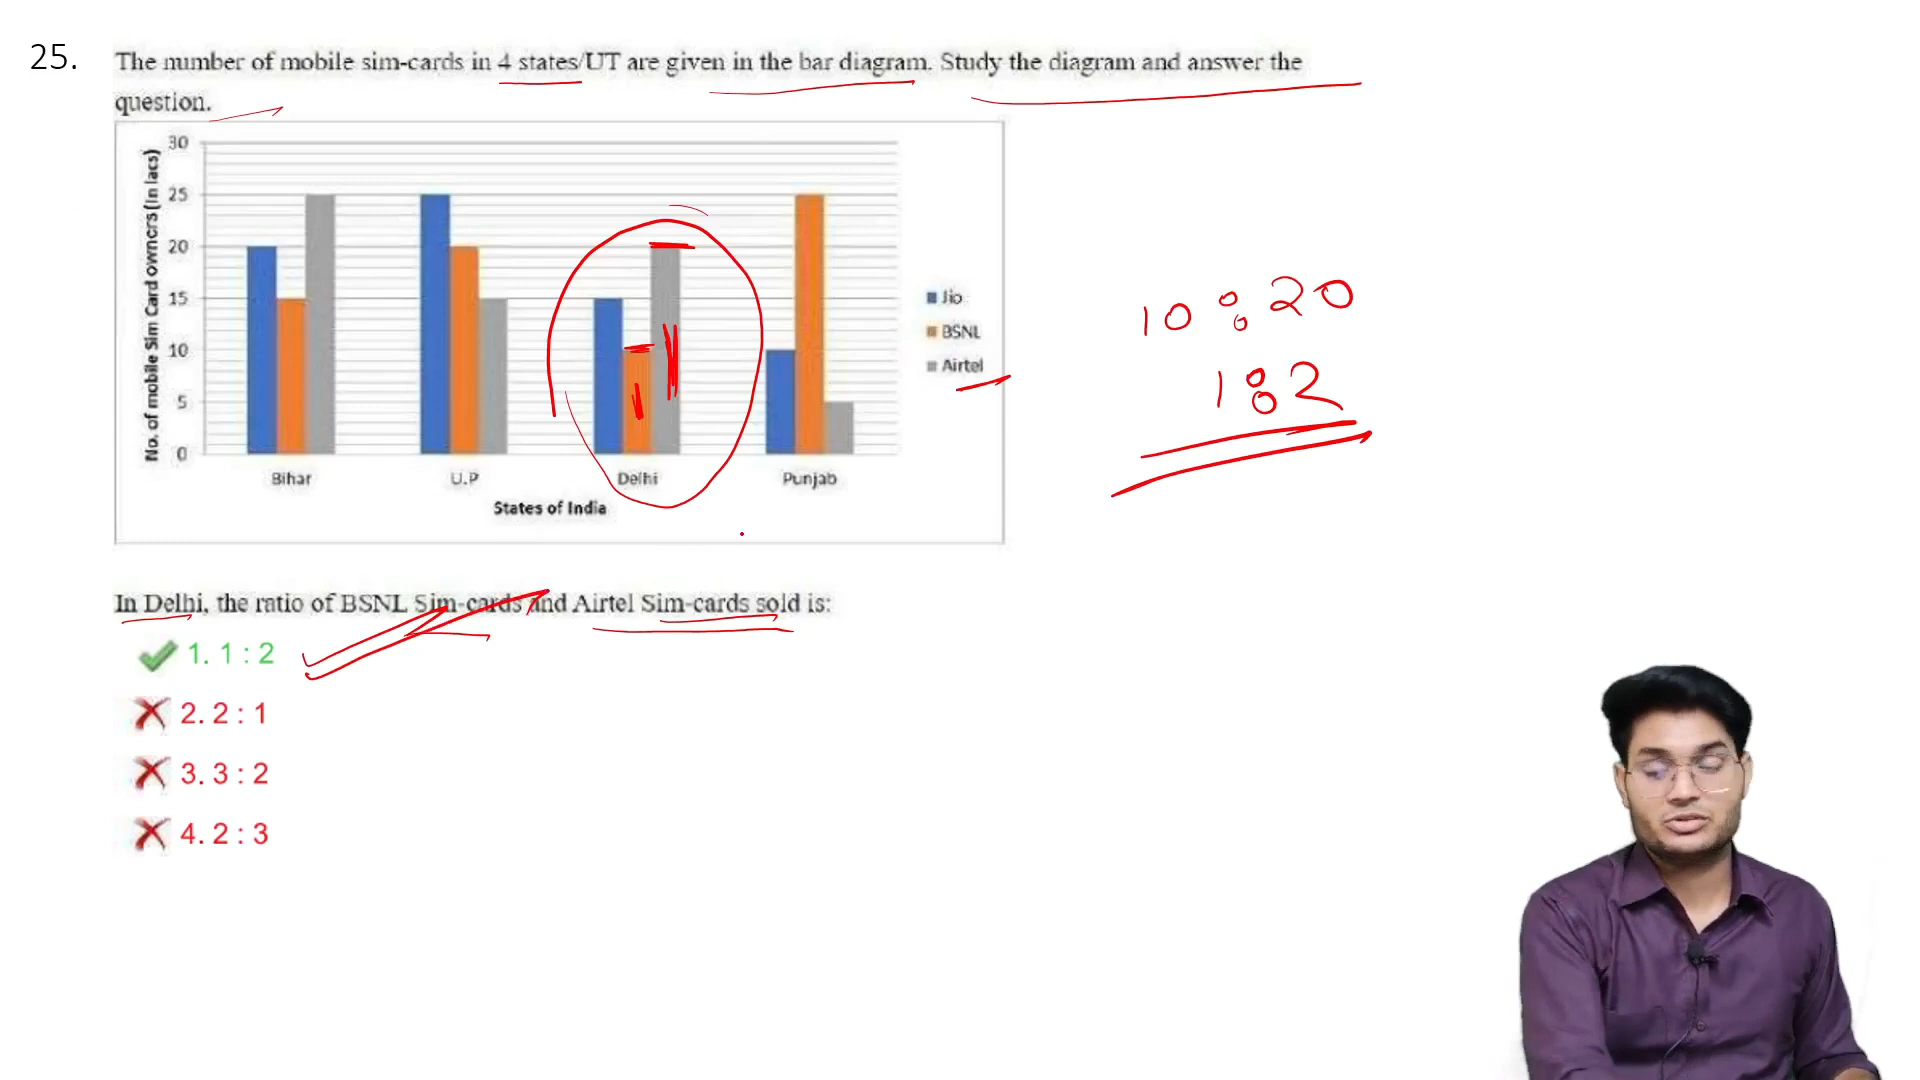 25.
The number of mobile sim-cards in 4 states/UT are given in the bar diagram. Study the diagram and answer the
question.
No. of mobile Sim Card owners (In lacs)
30
25
20
15
10
5
0
Bihar
U.P
Delhi
Punjab
States of India
Jio
BSNL
Airtel
10 : 20
1 : 2
In Delhi, the ratio of BSNL Sim-cards and Airtel Sim-cards sold is:
1. 1 : 2
2. 2 : 1
3. 3 : 2
4. 2 : 3